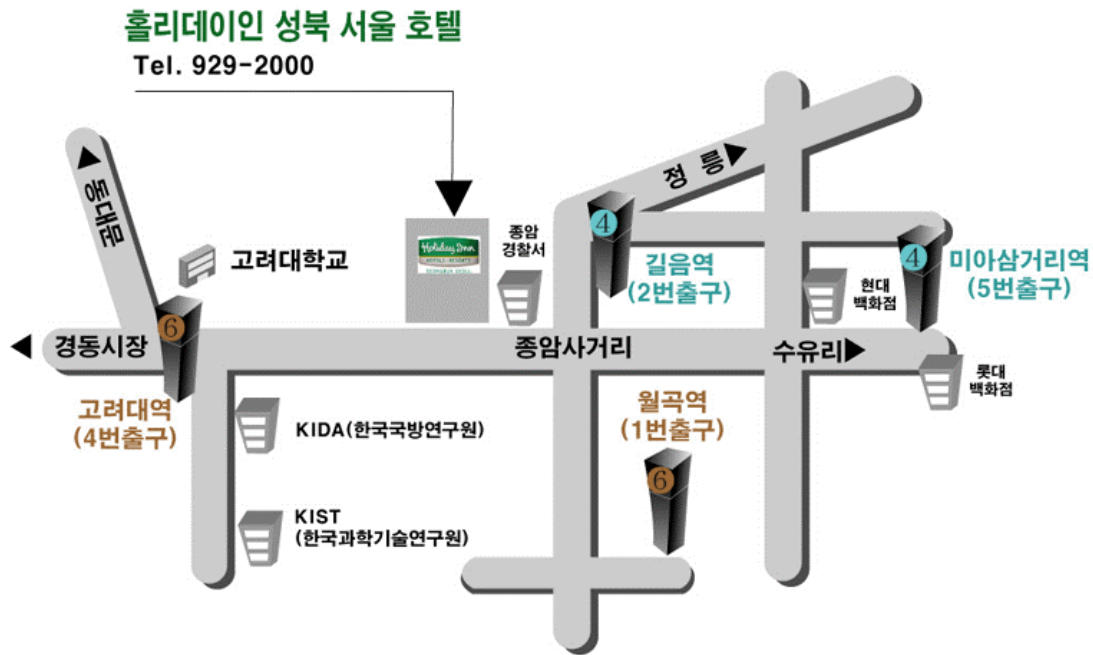 홀리데이인 성북 서울 호텔
Tel. 929-2000
정릉
동대문
종암
경찰서
Holiday Inn
4
4
고려대학교
길음역
(2번출구)
미아삼거리역
(5번출구)
현대
백화점
6
경동시장
종암사거리
수유리
롯대
백화점
고려대역
(4번출구)
월곡역
(1번출구)
KIDA(한국국방연구원)
6
KIST
(한국과학기술연구원)